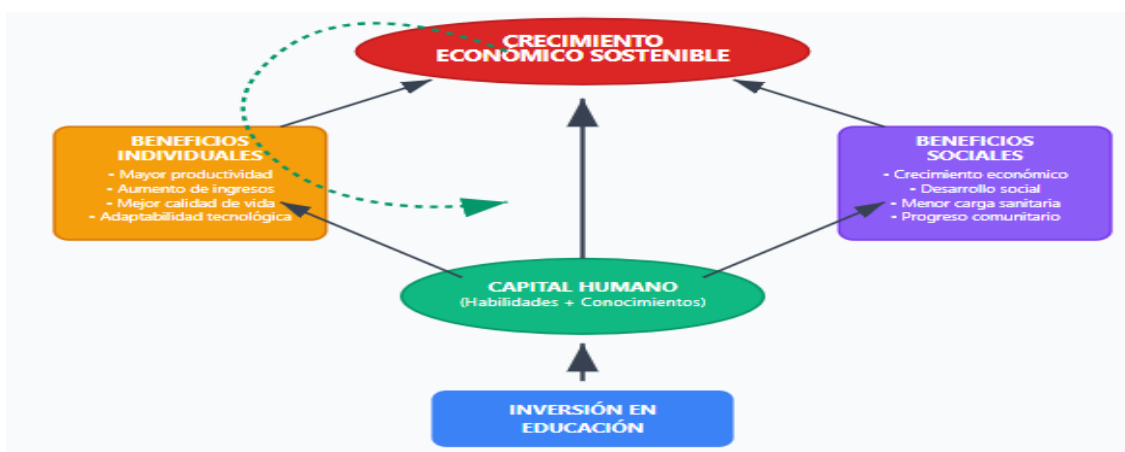 CRECIMIENTO
ECONÓMICO SOSTENIBLE
BENEFICIOS
INDIVIDUALES
- Mayor productividad
- Aumento de ingresos
- Mejor calidad de vida
- Adaptabilidad tecnológica
BENEFICIOS
SOCIALES
- Crecimiento económico
- Desarrollo social
- Menor carga sanitaria
- Progreso comunitario
CAPITAL HUMANO
(Habilidades + Conocimientos)
INVERSIÓN EN
EDUCACIÓN